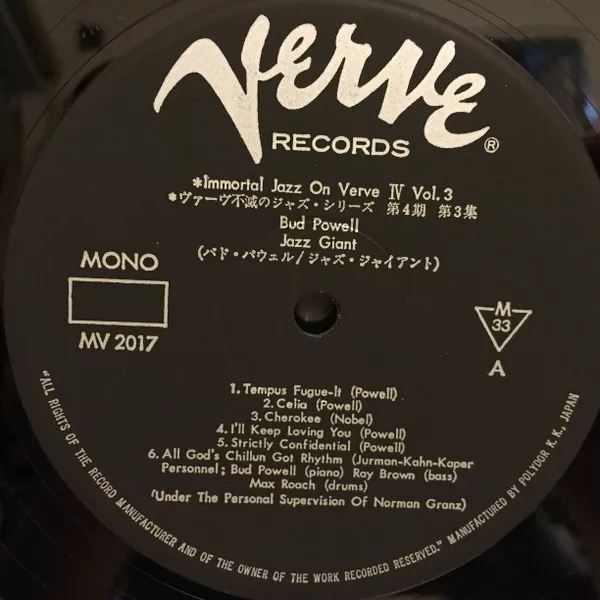 Verve
RECORDS ®
*Immortal Jazz On Verve Ⅳ Vol.3
*ヴァーヴ不滅のジャズ・シリーズ 第4期 第3集
Bud Powell
Jazz Giant
(バド・パウエル/ジャズ・ジャイアント)
MONO
MV 2017
M
33
A
1. Tempus Fugue-It (Powell)
2. Celia (Powell)
3. Cherokee (Nobel)
4. I'll Keep Loving You (Powell)
5. Strictly Confidential (Powell)
6. All God's Chillun Got Rhythm (Jurman-Kahn-Kaper
Personnel; Bud Powell (piano) Ray Brown (bass)
Max Roach (drums)
(Under The Personal Supervision Of Norman Granz)
"ALL RIGHTS OF THE RECORD MANUFACTURER AND OF THE OWNER OF THE WORK RECORDED RESERVED." MANUFACTURED BY POLYDOR K. K., JAPAN